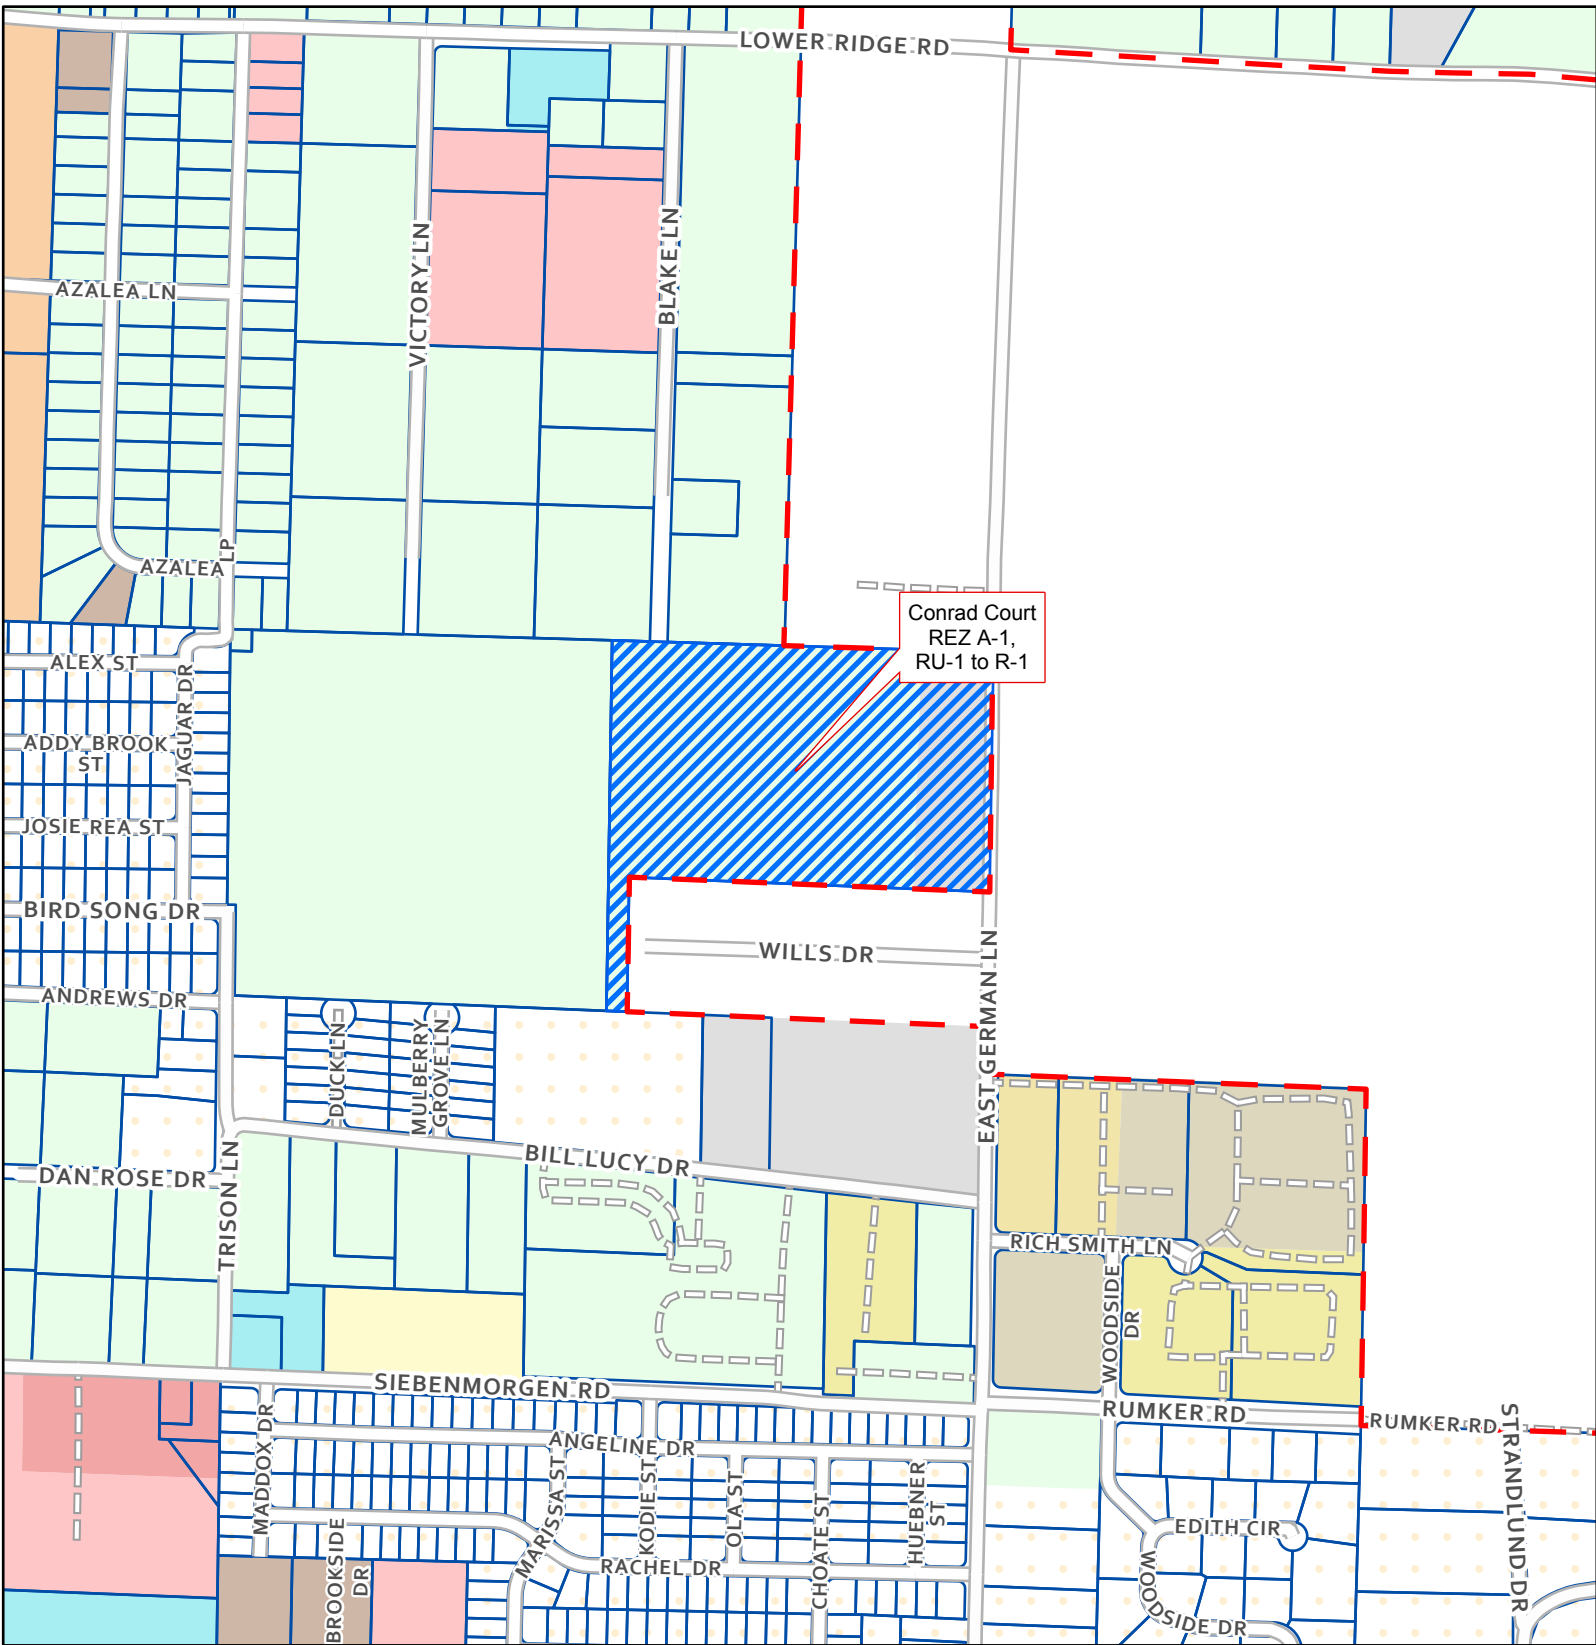 LOWER RIDGE RD
VICTORY LN
BLAKE LN
AZALEA LN
AZALEA LP
Conrad Court
REZ A-1,
RU-1 to R-1
ALEX ST
JAGUAR DR
ADDY BROOK
ST
JOSIE REA ST
BIRD SONG DR
WILLS DR
EAST GERMAN LN
ANDREWS DR
DUCK LN
MULBERRY
GROVE LN
BILL LUCY DR
DAN ROSE DR
TRISON LN
RICH SMITH LN
WOODSIDE
DR
SIEBENMORGEN RD
RUMKER RD
RUMKER RD
STRANDLUND DR
MADDOX DR
ANGELINE DR
MARISSA ST
KODIE ST
OLA ST
CHOATE ST
HUEBNER
ST
EDITH CIR
BROOKSIDE
DR
RACHEL DR
WOODSIDE DR